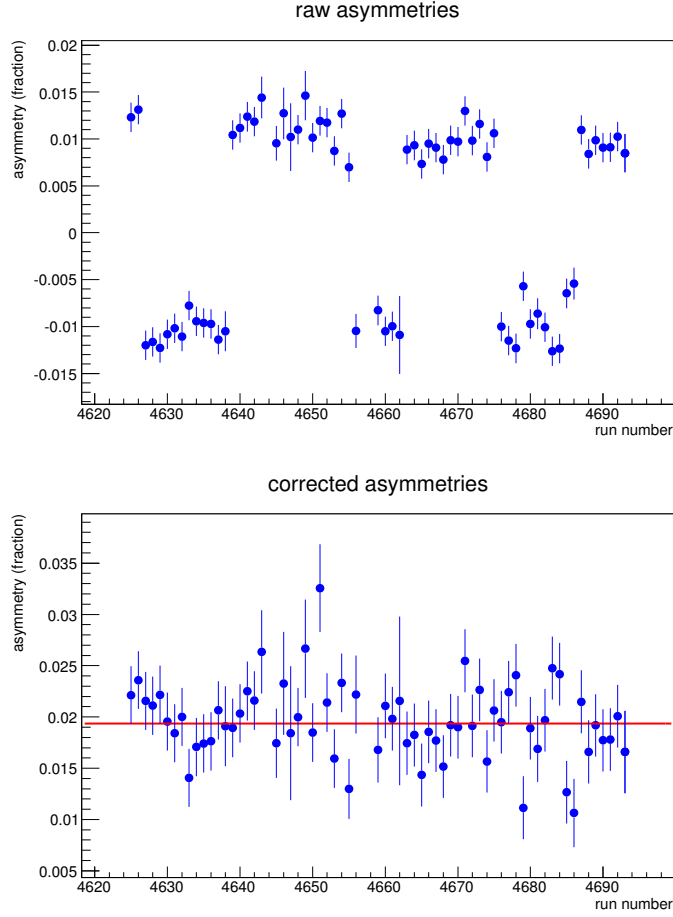 raw asymmetries
asymmetry (fraction)
0.02
0.015
0.01
0.005
0
-0.005
-0.01
-0.015
4620 4630 4640 4650 4660 4670 4680 4690
run number
corrected asymmetries
asymmetry (fraction)
0.035
0.03
0.025
0.02
0.015
0.01
0.005
4620 4630 4640 4650 4660 4670 4680 4690
run number